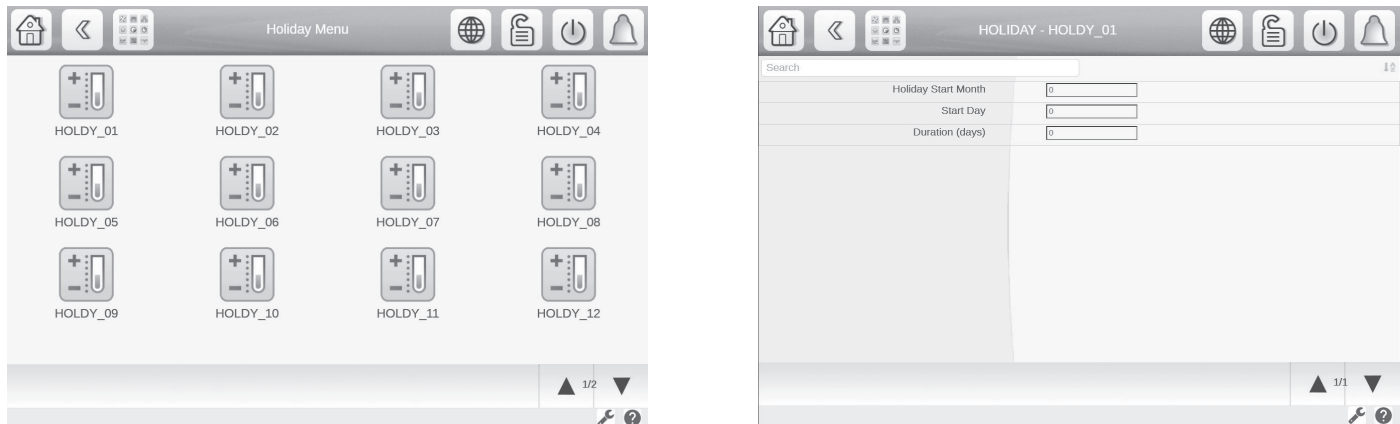 Holiday Menu
HOLDY_01 HOLDY_02 HOLDY_03 HOLDY_04
HOLDY_05 HOLDY_06 HOLDY_07 HOLDY_08
HOLDY_09 HOLDY_10 HOLDY_11 HOLDY_12
1/2
HOLIDAY - HOLDY_01
Search
Holiday Start Month 0
Start Day 0
Duration (days) 0
1/1